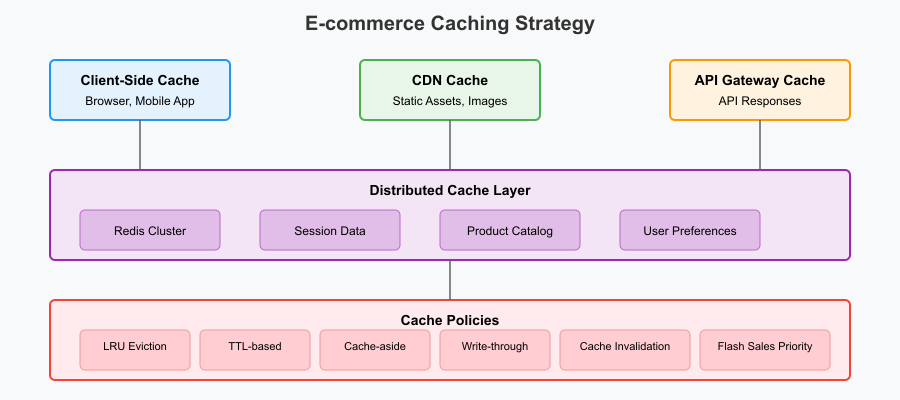 E-commerce Caching Strategy
Client-Side Cache
Browser, Mobile App
CDN Cache
Static Assets, Images
API Gateway Cache
API Responses
Distributed Cache Layer
Redis Cluster
Session Data
Product Catalog
User Preferences
Cache Policies
LRU Eviction
TTL-based
Cache-aside
Write-through
Cache Invalidation
Flash Sales Priority